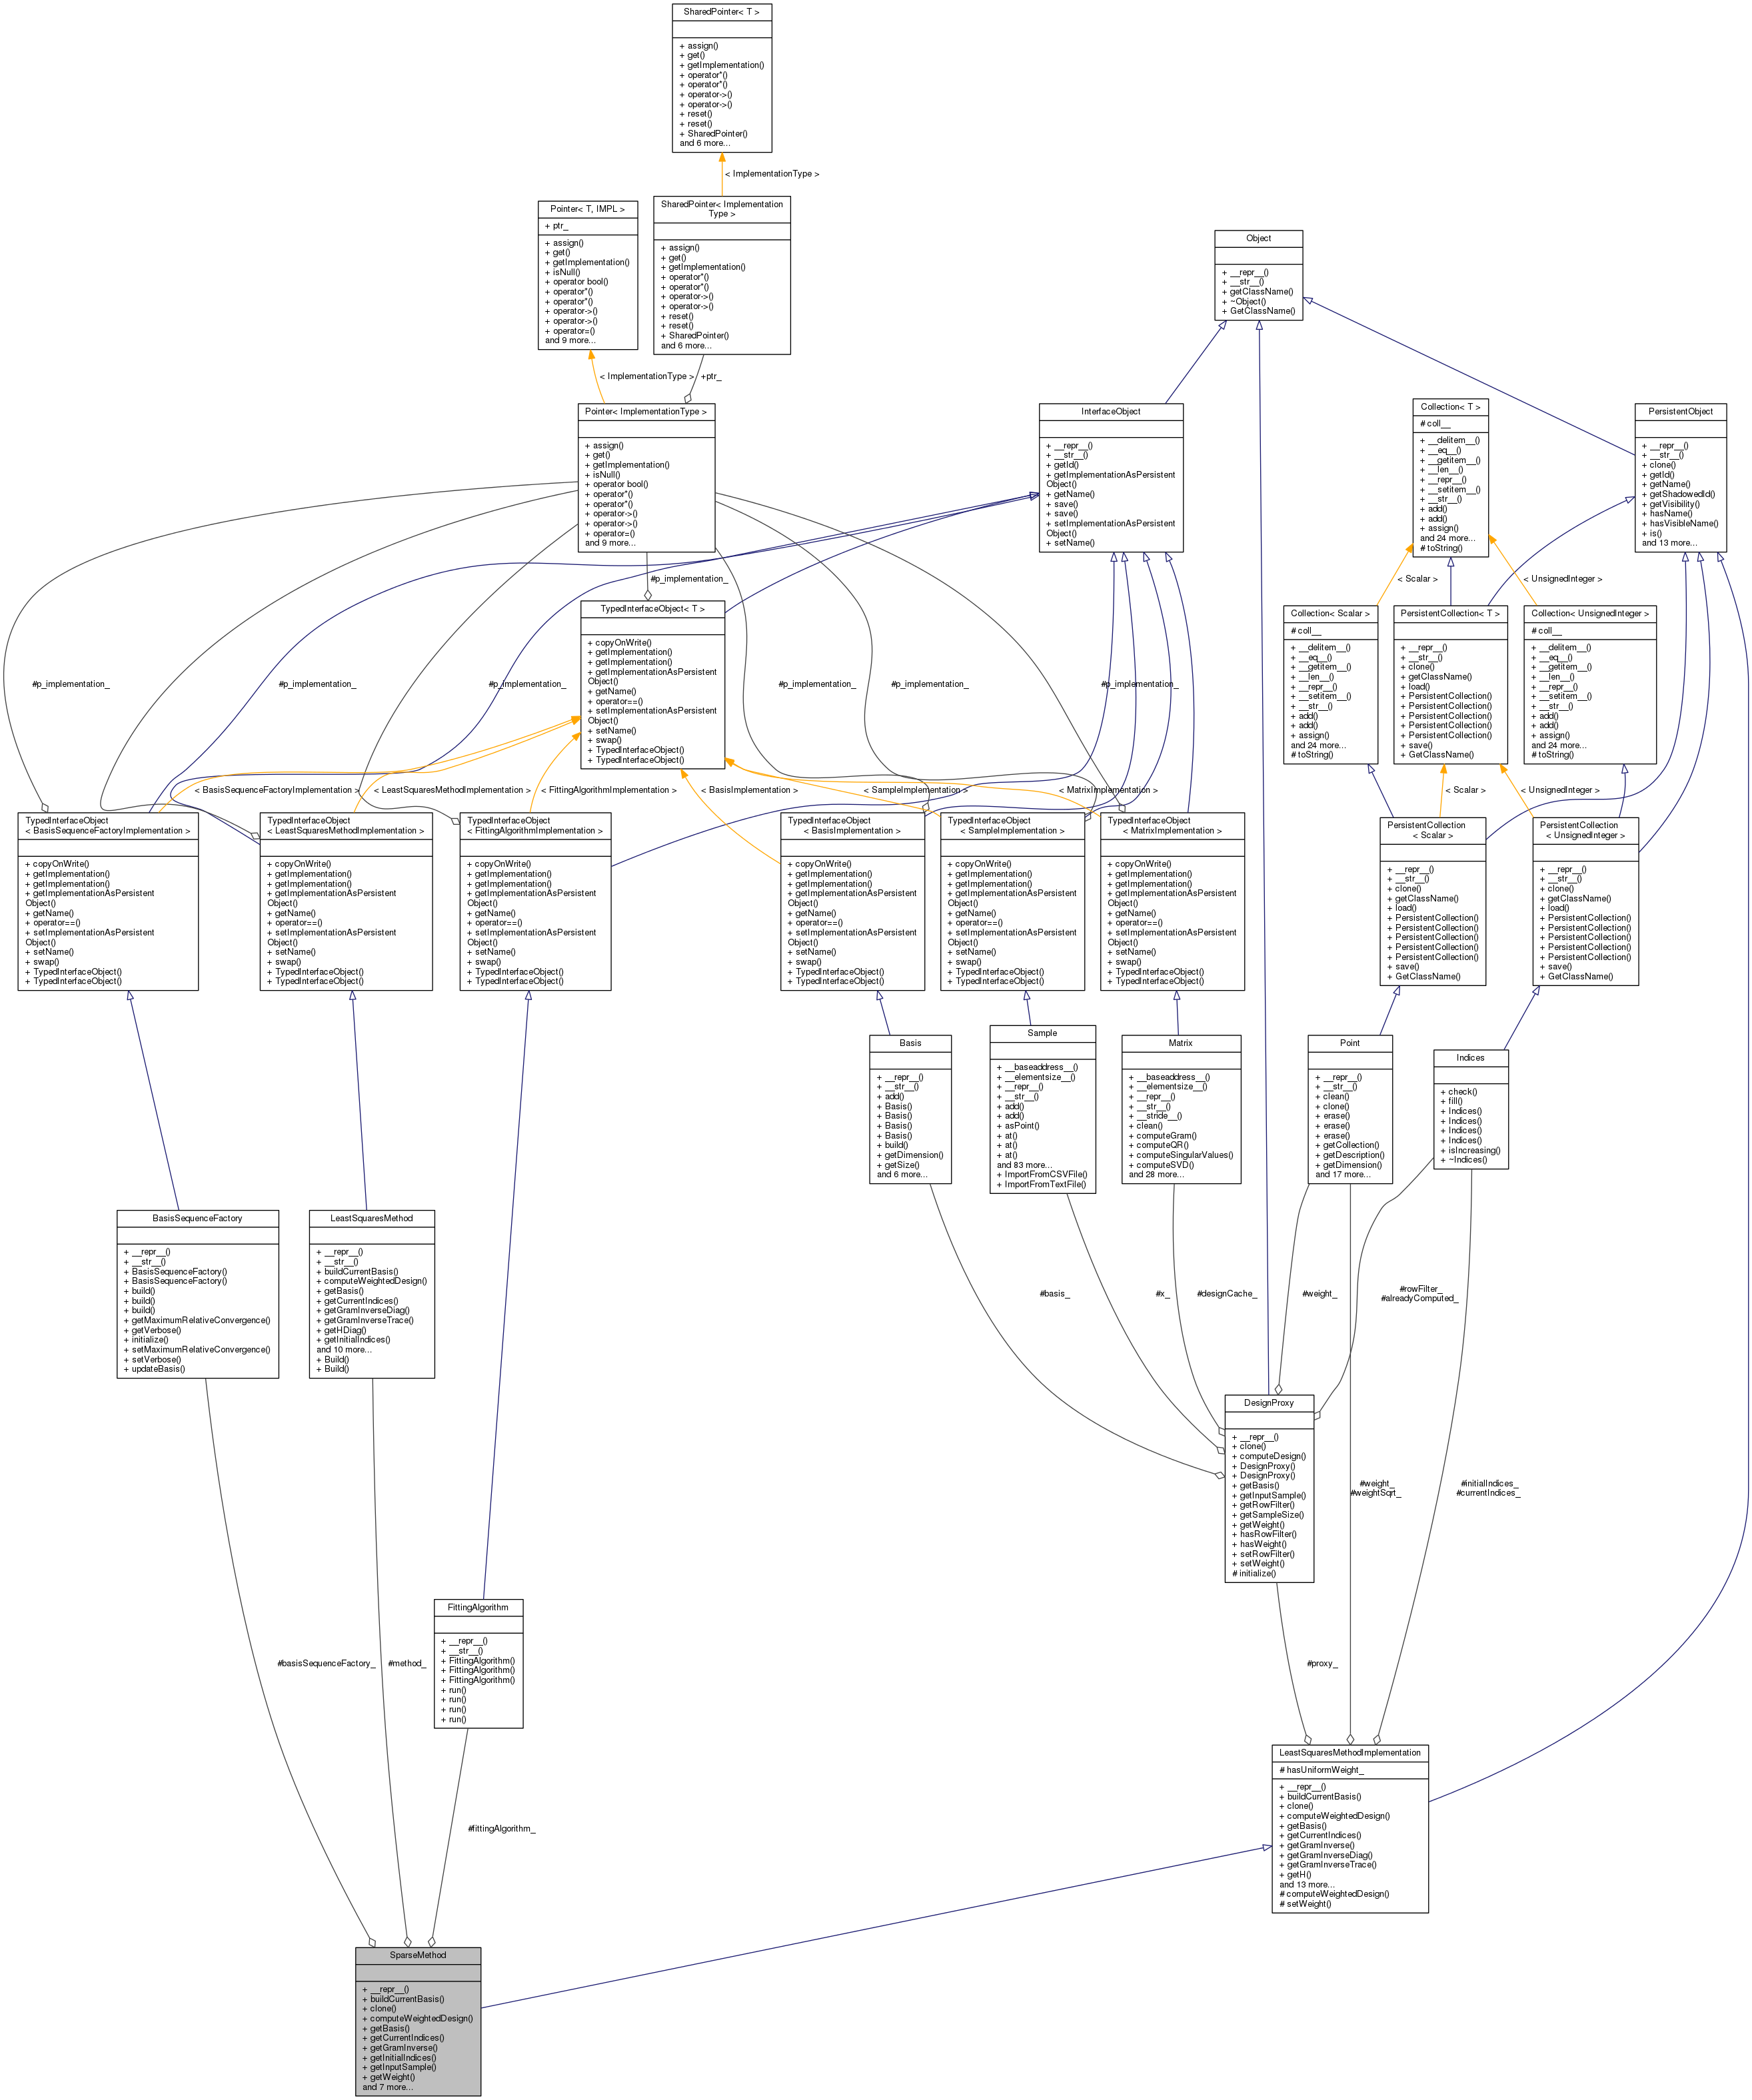 SharedPointer< T >
+ assign()
+ get()
+ getImplementation()
+ operator*()
+ operator*()
+ operator->()
+ operator->()
+ reset()
+ reset()
+ SharedPointer()
and 6 more...
< ImplementationType >
Pointer< T, IMPL >
+ ptr_
+ assign()
+ get()
+ getImplementation()
+ isNull()
+ operator bool()
+ operator*()
+ operator*()
+ operator->()
+ operator->()
+ operator=()
and 9 more...
SharedPointer< Implementation
Type >
+ assign()
+ get()
+ getImplementation()
+ operator*()
+ operator*()
+ operator->()
+ operator->()
+ reset()
+ reset()
+ SharedPointer()
and 6 more...
Object
+ __repr__()
+ __str__()
+ getClassName()
+ ~Object()
+ GetClassName()
< ImplementationType >
+ptr_
Pointer< ImplementationType >
+ assign()
+ get()
+ getImplementation()
+ isNull()
+ operator bool()
+ operator*()
+ operator*()
+ operator->()
+ operator->()
+ operator=()
and 9 more...
InterfaceObject
+ __repr__()
+ __str__()
+ getId()
+ getImplementationAsPersistent
Object()
+ getName()
+ save()
+ save()
+ setImplementationAsPersistent
Object()
+ setName()
Collection< T >
# coll__
+ __delitem__()
+ __eq__()
+ __getitem__()
+ __len__()
+ __repr__()
+ __setitem__()
+ __str__()
+ add()
+ add()
+ assign()
and 24 more...
# toString()
PersistentObject
+ __repr__()
+ __str__()
+ clone()
+ getId()
+ getName()
+ getShadowedId()
+ getVisibility()
+ hasName()
+ hasVisibleName()
+ is()
and 13 more...
#p_implementation_
< Scalar >
< UnsignedInteger >
TypedInterfaceObject< T >
+ copyOnWrite()
+ getImplementation()
+ getImplementation()
+ getImplementationAsPersistent
Object()
+ getName()
+ operator==()
+ setImplementationAsPersistent
Object()
+ setName()
+ swap()
+ TypedInterfaceObject()
+ TypedInterfaceObject()
Collection< Scalar >
# coll__
+ __delitem__()
+ __eq__()
+ __getitem__()
+ __len__()
+ __repr__()
+ __setitem__()
+ __str__()
+ add()
+ add()
+ assign()
and 24 more...
# toString()
PersistentCollection< T >
+ __repr__()
+ __str__()
+ clone()
+ getClassName()
+ load()
+ PersistentCollection()
+ PersistentCollection()
+ PersistentCollection()
+ PersistentCollection()
+ PersistentCollection()
+ save()
+ GetClassName()
Collection< UnsignedInteger >
# coll__
+ __delitem__()
+ __eq__()
+ __getitem__()
+ __len__()
+ __repr__()
+ __setitem__()
+ __str__()
+ add()
+ add()
+ assign()
and 24 more...
# toString()
#p_implementation_
#p_implementation_
#p_implementation_
#p_implementation_
#p_implementation_
#p_implementation_
< BasisSequenceFactoryImplementation >
< LeastSquaresMethodImplementation >
< FittingAlgorithmImplementation >
< BasisImplementation >
< SampleImplementation >
< MatrixImplementation >
< Scalar >
< UnsignedInteger >
TypedInterfaceObject
< BasisSequenceFactoryImplementation >
+ copyOnWrite()
+ getImplementation()
+ getImplementation()
+ getImplementationAsPersistent
Object()
+ getName()
+ operator==()
+ setImplementationAsPersistent
Object()
+ setName()
+ swap()
+ TypedInterfaceObject()
+ TypedInterfaceObject()
TypedInterfaceObject
< LeastSquaresMethodImplementation >
+ copyOnWrite()
+ getImplementation()
+ getImplementation()
+ getImplementationAsPersistent
Object()
+ getName()
+ operator==()
+ setImplementationAsPersistent
Object()
+ setName()
+ swap()
+ TypedInterfaceObject()
+ TypedInterfaceObject()
TypedInterfaceObject
< FittingAlgorithmImplementation >
+ copyOnWrite()
+ getImplementation()
+ getImplementation()
+ getImplementationAsPersistent
Object()
+ getName()
+ operator==()
+ setImplementationAsPersistent
Object()
+ setName()
+ swap()
+ TypedInterfaceObject()
+ TypedInterfaceObject()
TypedInterfaceObject
< BasisImplementation >
+ copyOnWrite()
+ getImplementation()
+ getImplementation()
+ getImplementationAsPersistent
Object()
+ getName()
+ operator==()
+ setImplementationAsPersistent
Object()
+ setName()
+ swap()
+ TypedInterfaceObject()
+ TypedInterfaceObject()
TypedInterfaceObject
< SampleImplementation >
+ copyOnWrite()
+ getImplementation()
+ getImplementation()
+ getImplementationAsPersistent
Object()
+ getName()
+ operator==()
+ setImplementationAsPersistent
Object()
+ setName()
+ swap()
+ TypedInterfaceObject()
+ TypedInterfaceObject()
TypedInterfaceObject
< MatrixImplementation >
+ copyOnWrite()
+ getImplementation()
+ getImplementation()
+ getImplementationAsPersistent
Object()
+ getName()
+ operator==()
+ setImplementationAsPersistent
Object()
+ setName()
+ swap()
+ TypedInterfaceObject()
+ TypedInterfaceObject()
PersistentCollection
< Scalar >
+ __repr__()
+ __str__()
+ clone()
+ getClassName()
+ load()
+ PersistentCollection()
+ PersistentCollection()
+ PersistentCollection()
+ PersistentCollection()
+ PersistentCollection()
+ save()
+ GetClassName()
PersistentCollection
< UnsignedInteger >
+ __repr__()
+ __str__()
+ clone()
+ getClassName()
+ load()
+ PersistentCollection()
+ PersistentCollection()
+ PersistentCollection()
+ PersistentCollection()
+ PersistentCollection()
+ save()
+ GetClassName()
Basis
+ __repr__()
+ __str__()
+ add()
+ Basis()
+ Basis()
+ Basis()
+ Basis()
+ build()
+ getDimension()
+ getSize()
and 6 more...
Sample
+ __baseaddress__()
+ __elementsize__()
+ __repr__()
+ __str__()
+ add()
+ add()
+ asPoint()
+ at()
+ at()
+ at()
and 83 more...
+ ImportFromCSVFile()
+ ImportFromTextFile()
Matrix
+ __baseaddress__()
+ __elementsize__()
+ __repr__()
+ __str__()
+ __stride__()
+ clean()
+ computeGram()
+ computeQR()
+ computeSingularValues()
+ computeSVD()
and 28 more...
Point
+ __repr__()
+ __str__()
+ clean()
+ clone()
+ erase()
+ erase()
+ erase()
+ getCollection()
+ getDescription()
+ getDimension()
and 17 more...
Indices
+ check()
+ fill()
+ Indices()
+ Indices()
+ Indices()
+ Indices()
+ isIncreasing()
+ ~Indices()
BasisSequenceFactory
+ __repr__()
+ __str__()
+ BasisSequenceFactory()
+ BasisSequenceFactory()
+ build()
+ build()
+ build()
+ getMaximumRelativeConvergence()
+ getVerbose()
+ initialize()
+ setMaximumRelativeConvergence()
+ setVerbose()
+ updateBasis()
LeastSquaresMethod
+ __repr__()
+ __str__()
+ buildCurrentBasis()
+ computeWeightedDesign()
+ getBasis()
+ getCurrentIndices()
+ getGramInverseDiag()
+ getGramInverseTrace()
+ getHDiag()
+ getInitialIndices()
and 10 more...
+ Build()
+ Build()
#basis_
#x_
#designCache_
#weight_
#rowFilter_
#alreadyComputed_
DesignProxy
+ __repr__()
+ clone()
+ computeDesign()
+ DesignProxy()
+ DesignProxy()
+ getBasis()
+ getInputSample()
+ getRowFilter()
+ getSampleSize()
+ getWeight()
+ hasRowFilter()
+ hasWeight()
+ setRowFilter()
+ setWeight()
# initialize()
#weight_
#weightSqrt_
#initialIndices_
#currentIndices_
FittingAlgorithm
+ __repr__()
+ __str__()
+ FittingAlgorithm()
+ FittingAlgorithm()
+ FittingAlgorithm()
+ run()
+ run()
+ run()
+ run()
#basisSequenceFactory_
#method_
#proxy_
LeastSquaresMethodImplementation
# hasUniformWeight_
+ __repr__()
+ buildCurrentBasis()
+ clone()
+ computeWeightedDesign()
+ getBasis()
+ getCurrentIndices()
+ getGramInverse()
+ getGramInverseDiag()
+ getGramInverseTrace()
+ getH()
and 13 more...
# computeWeightedDesign()
# setWeight()
#fittingAlgorithm_
SparseMethod
+ __repr__()
+ buildCurrentBasis()
+ clone()
+ computeWeightedDesign()
+ getBasis()
+ getCurrentIndices()
+ getGramInverse()
+ getInitialIndices()
+ getInputSample()
+ getWeight()
and 7 more...